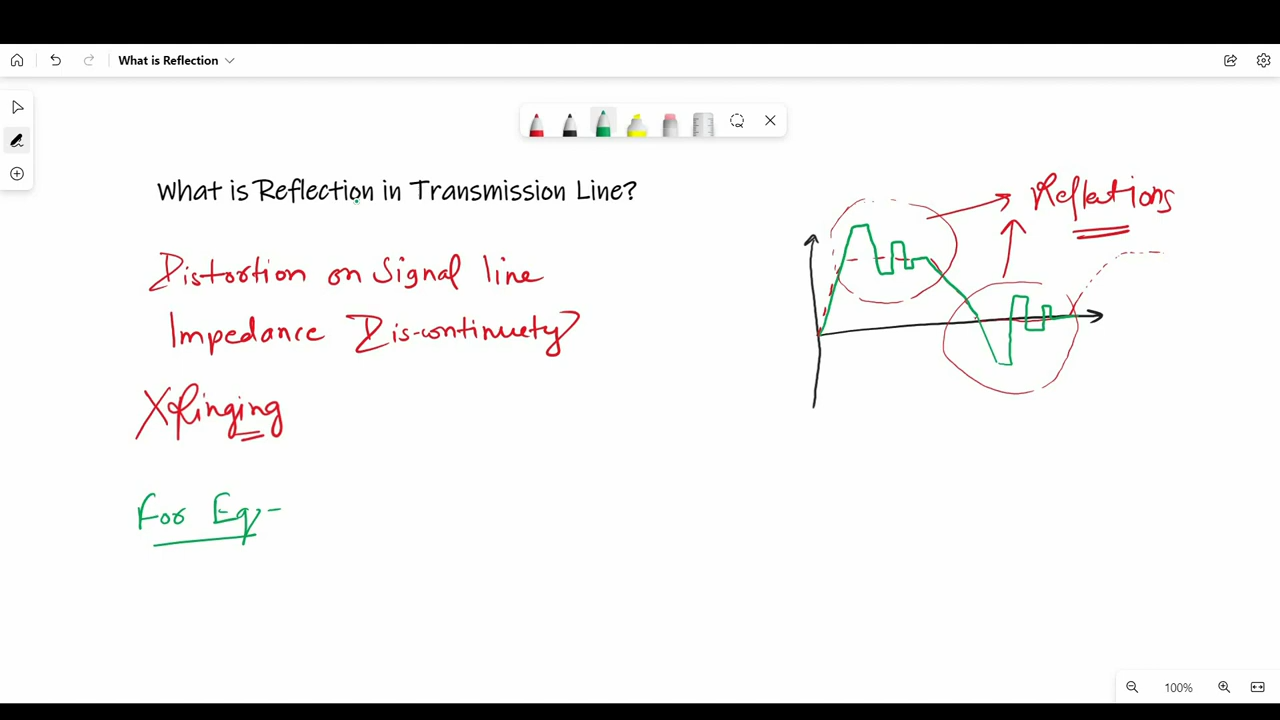 What is Reflection
What is Reflection in Transmission Line?
Reflections
Distortion on Signal line
Impedance Dis-continuety
XRinging
For Eg-
100%